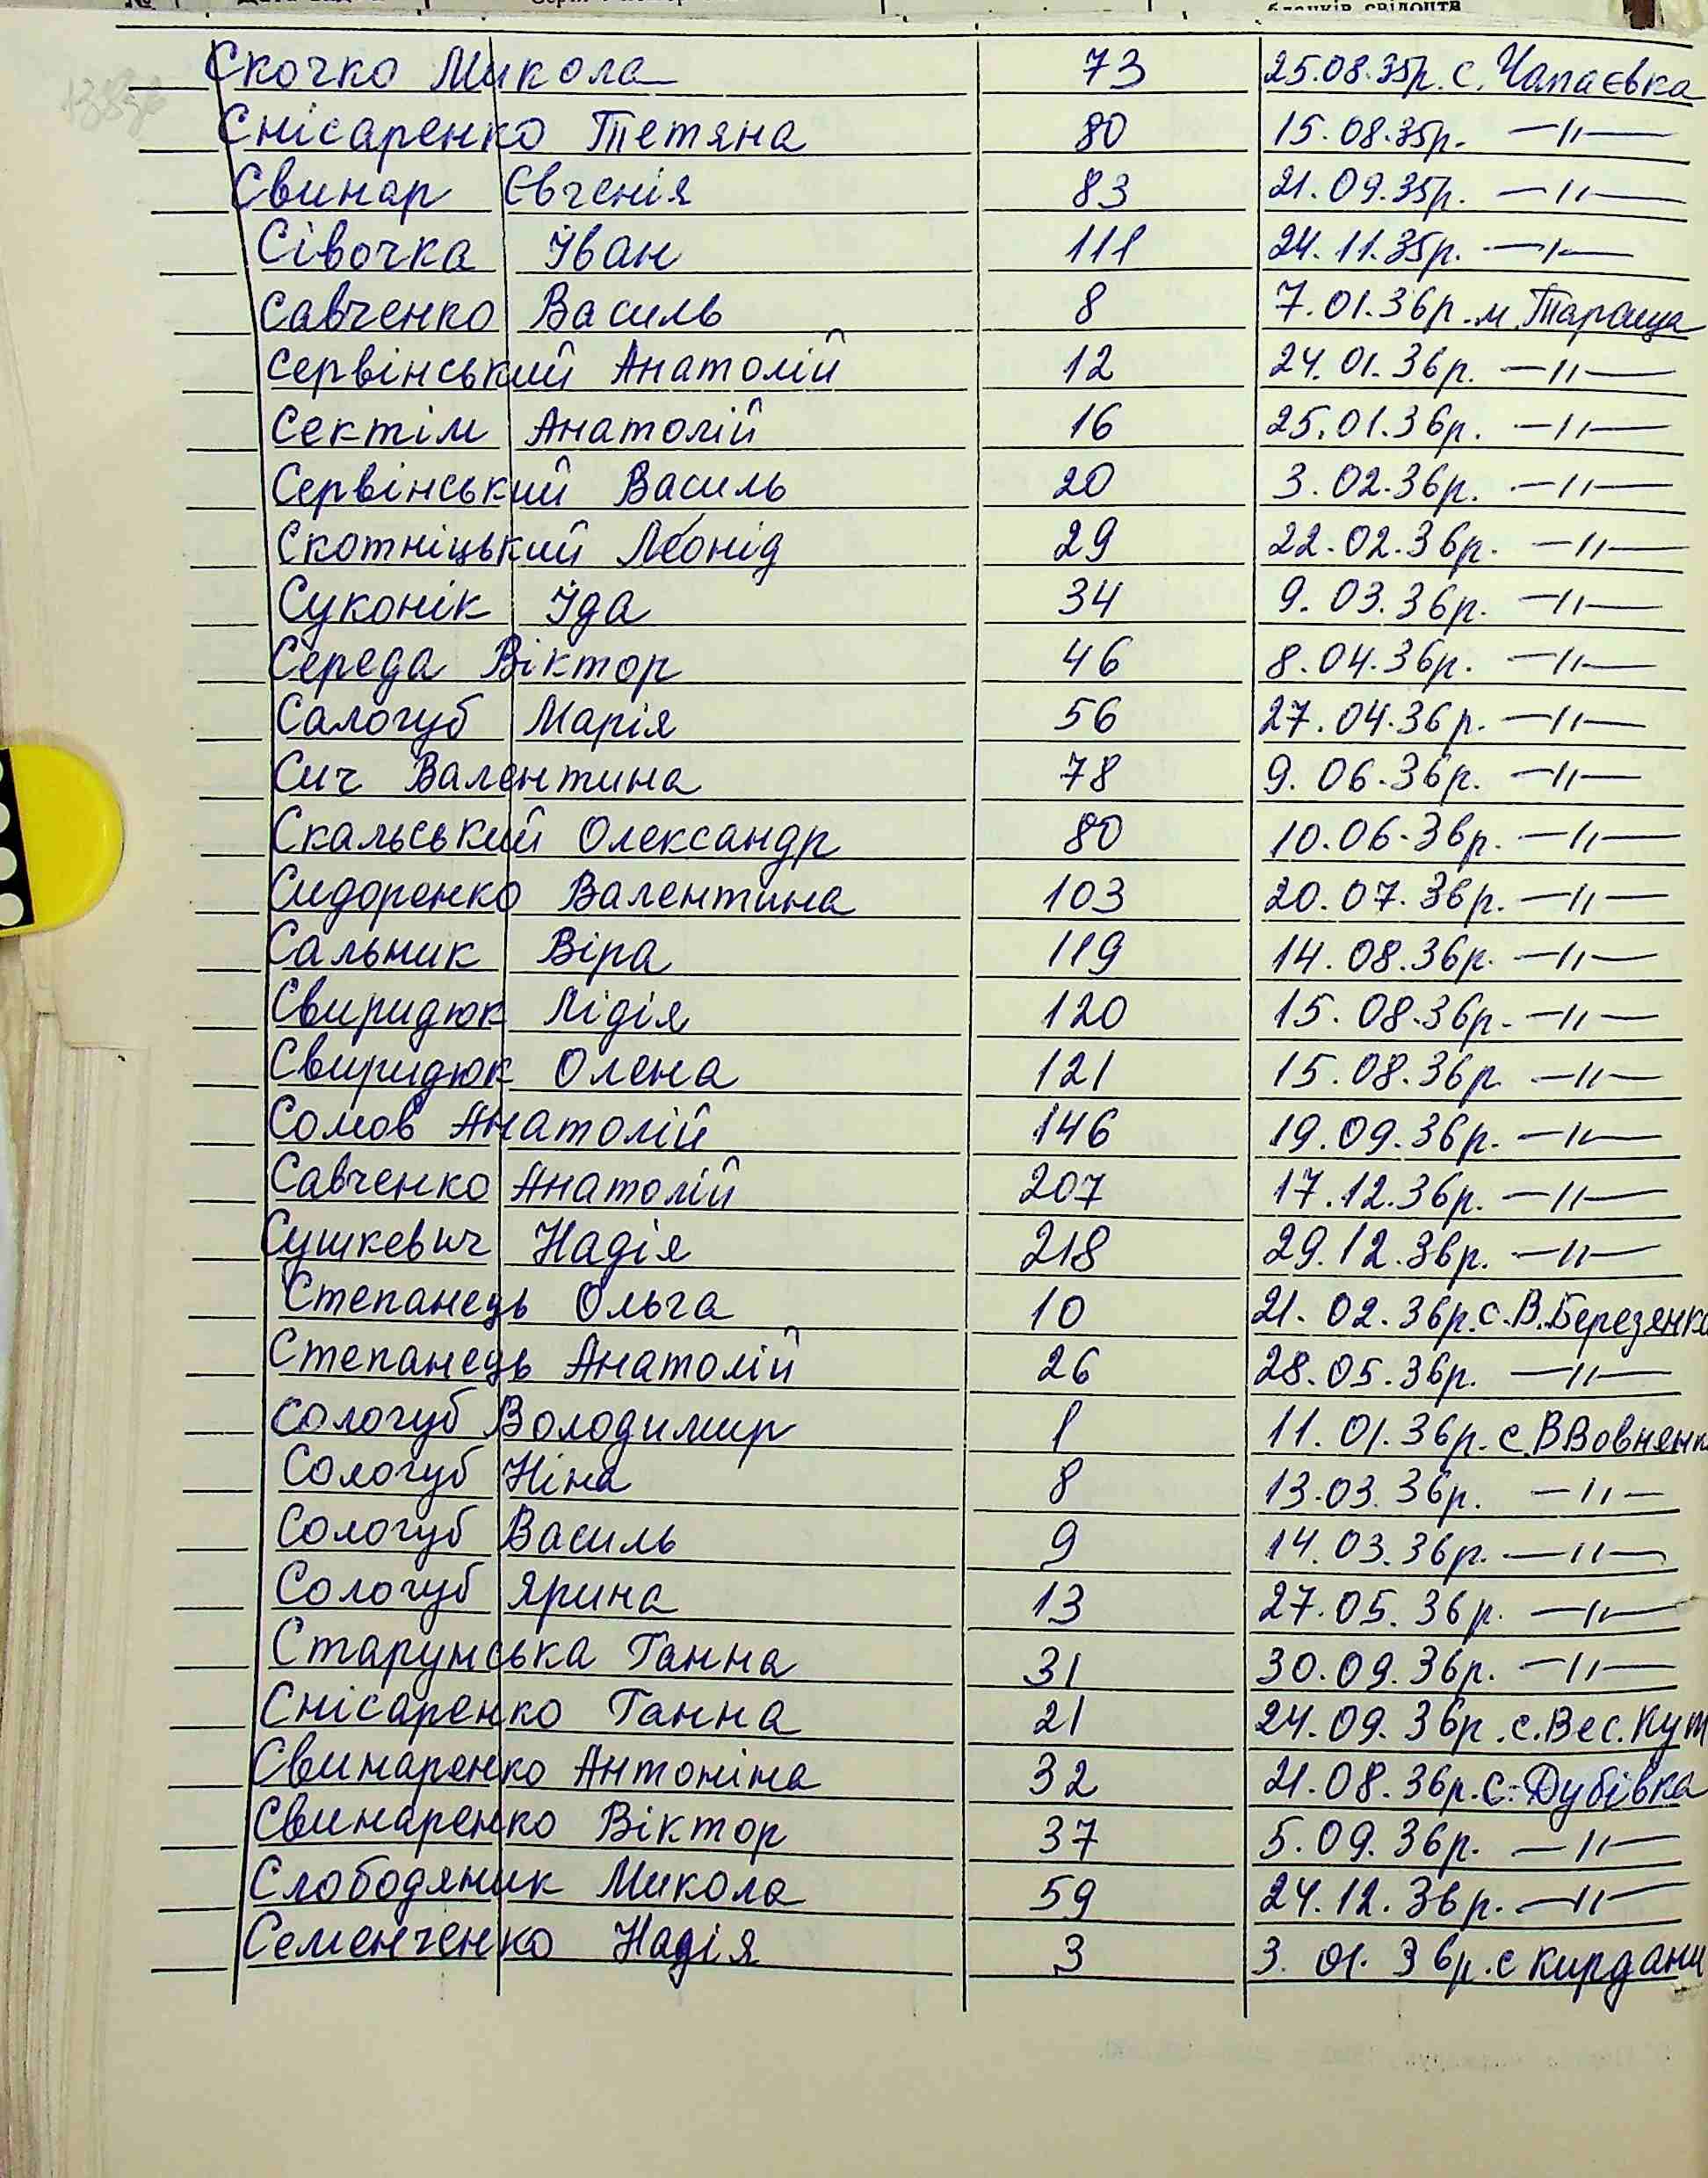 бланків свідоцтв
Скочко Микола 73 25.08.35р. с. Чапаєвка
Снісаренко Тетяна 80 15.08.35р. —//—
Свинар Євгенія 83 21.09.35р. —//—
Сівочка Іван 111 24.11.35р. —//—
Савченко Василь 8 7.01.36р. м. Тараща
Сервінський Анатолій 12 24.01.36р. —//—
Сектім Анатолій 16 25.01.36р. —//—
Сервінський Василь 20 3.02.36р. —//—
Скотніцький Леонід 29 22.02.36р. —//—
Суконік Іда 34 9.03.36р. —//—
Середа Віктор 46 8.04.36р. —//—
Салогуб Марія 56 27.04.36р. —//—
Сич Валентина 78 9.06.36р. —//—
Скальський Олександр 80 10.06.36р. —//—
Сидоренко Валентина 103 20.07.36р. —//—
Сальник Віра 119 14.08.36р. —//—
Свиридюк Лідія 120 15.08.36р. —//—
Свиридюк Олена 121 15.08.36р. —//—
Сомов Анатолій 146 19.09.36р. —//—
Савченко Анатолій 207 17.12.36р. —//—
Сушкевич Надія 218 29.12.36р. —//—
Степанець Ольга 10 21.02.36р. с. В. Березянка
Степанець Анатолій 26 28.05.36р. —//—
Сологуб Володимир 1 11.01.36р. с В Вовнянк
Сологуб Ніна 8 13.03.36р. —//—
Сологуб Василь 9 14.03.36р. —//—
Сологуб Ярина 13 27.05.36р. —//—
Старунська Ганна 31 30.09.36р. —//—
Снісаренко Ганна 21 24.09.36р. с. Вес. Кут
Свинаренко Антоніна 32 21.08.36р. с. Дубівка
Свинаренко Віктор 37 5.09.36р. —//—
Слободяник Микола 59 24.12.36р. —//—
Семенченко Надія 3 3.01.36р. с Кирдани